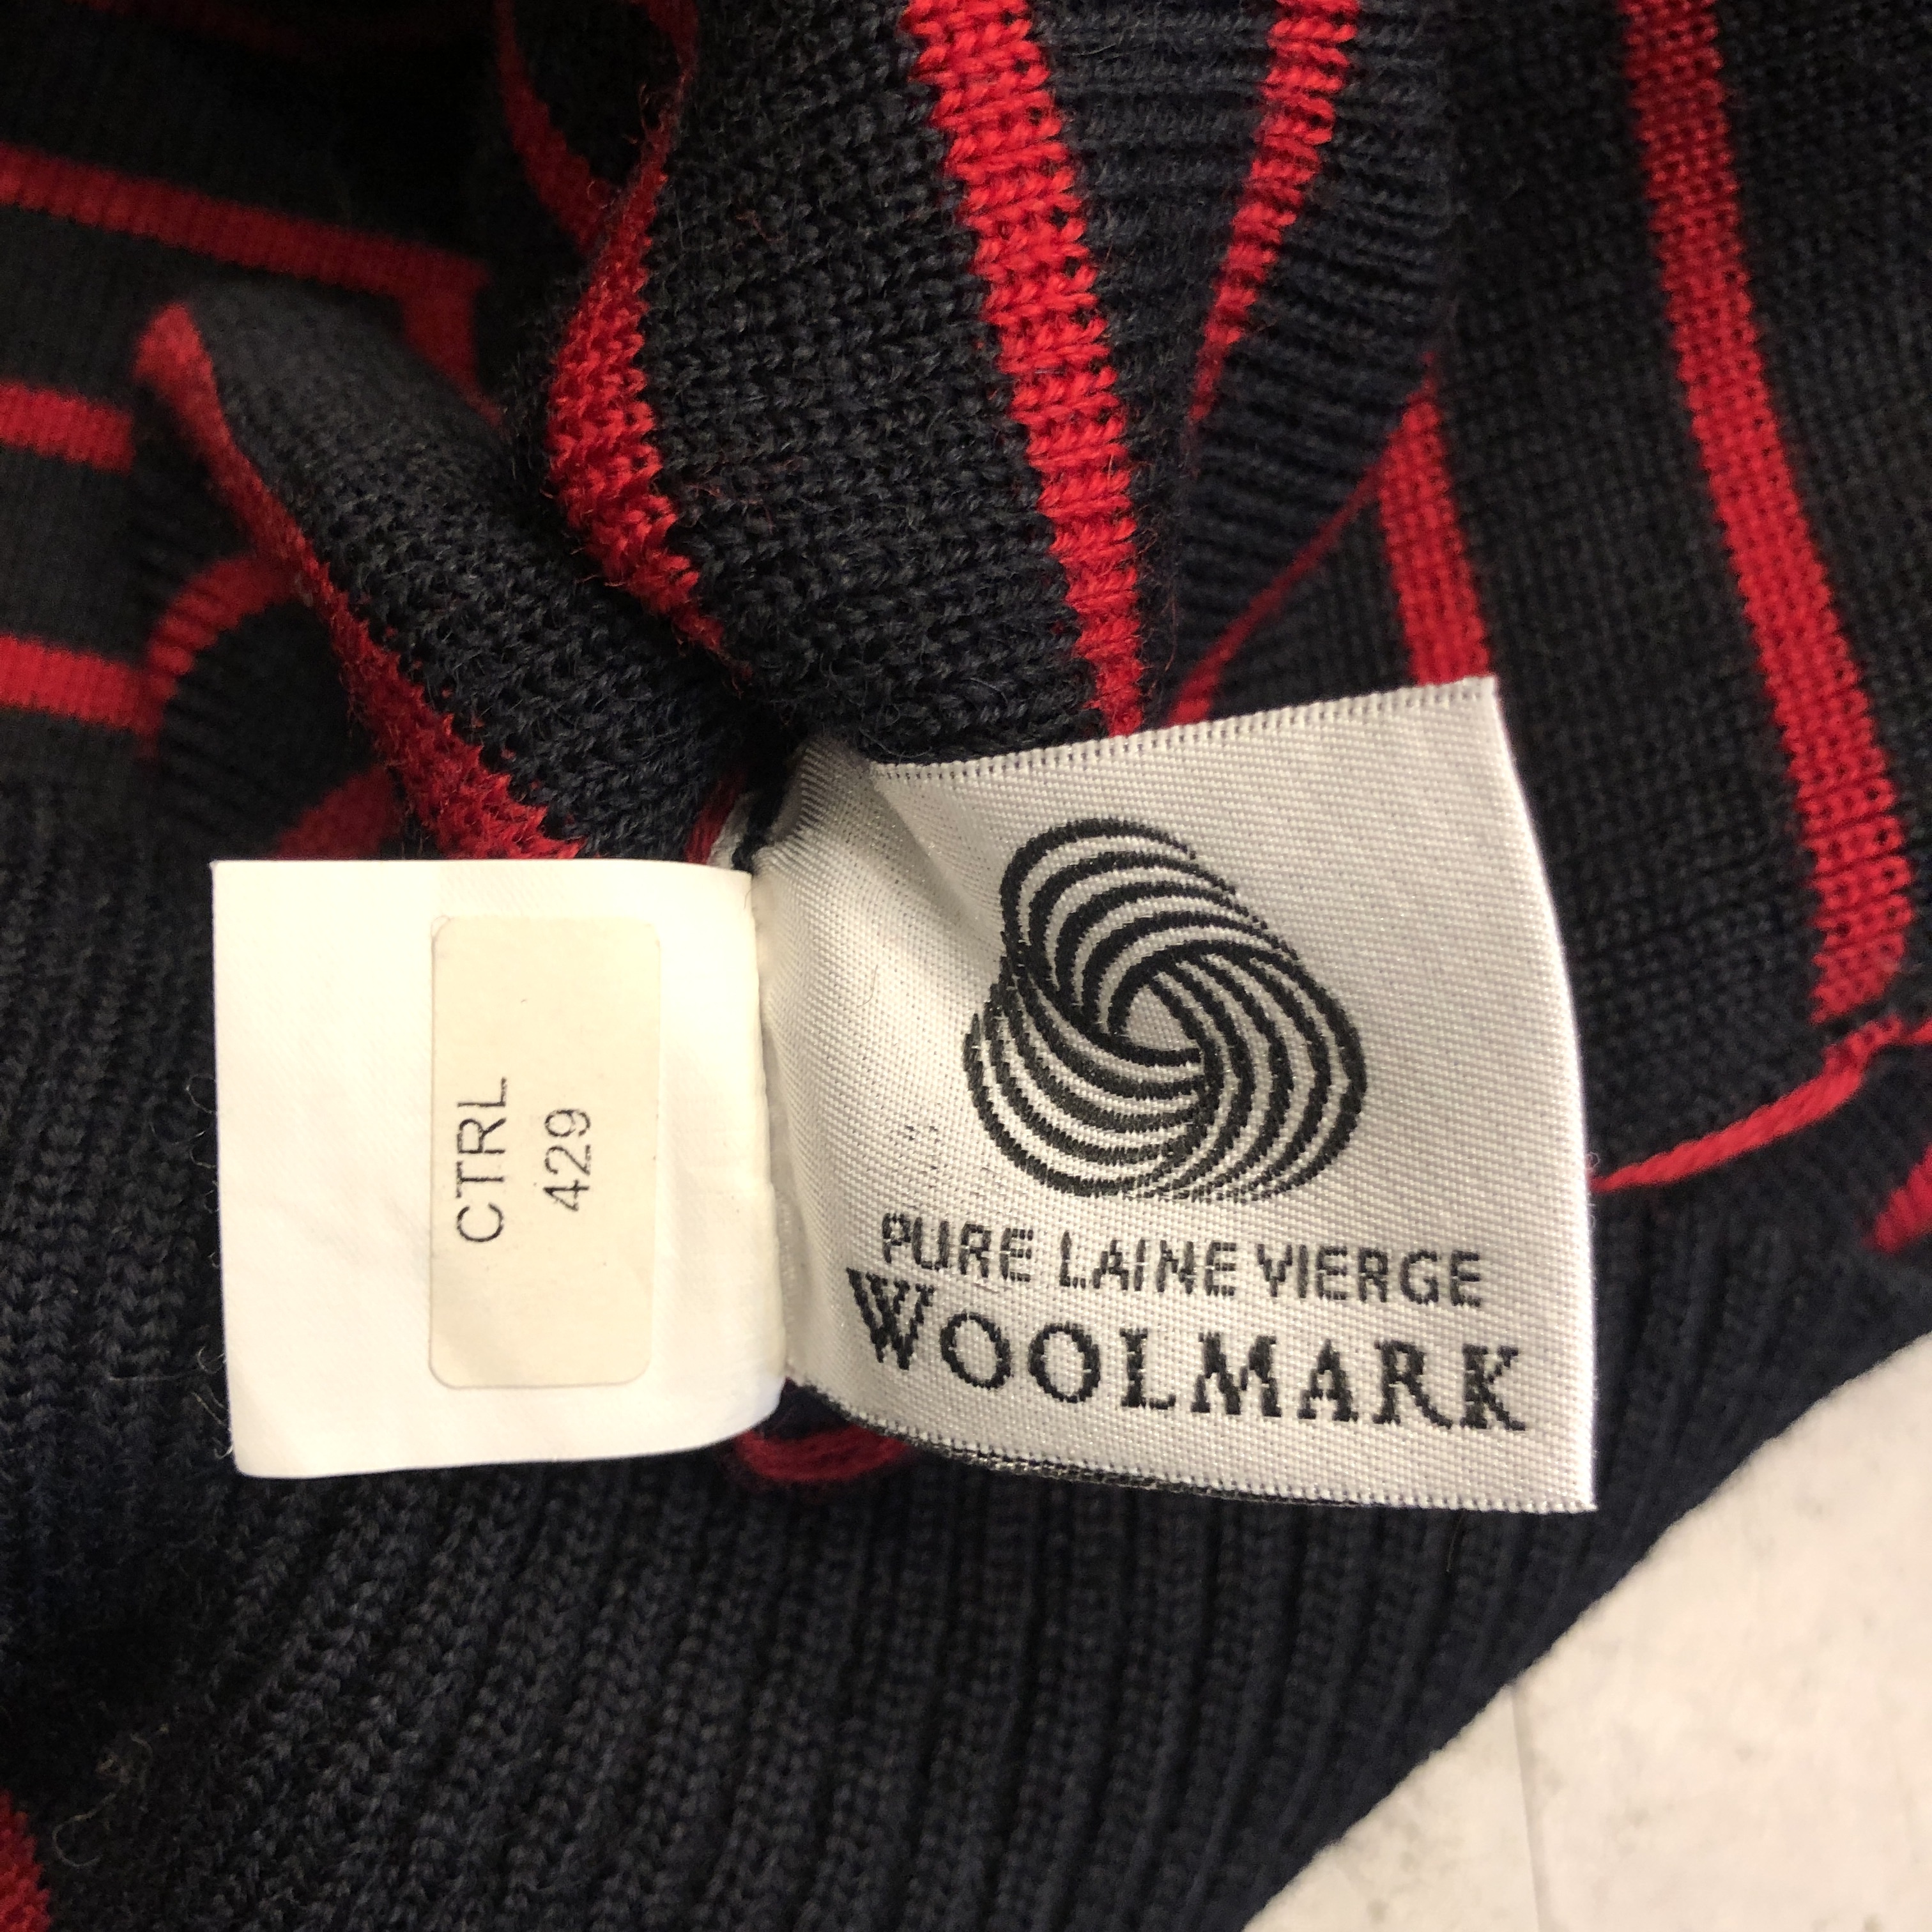 CTRL
429
PURE LAINE VIERGE
WOOLMARK